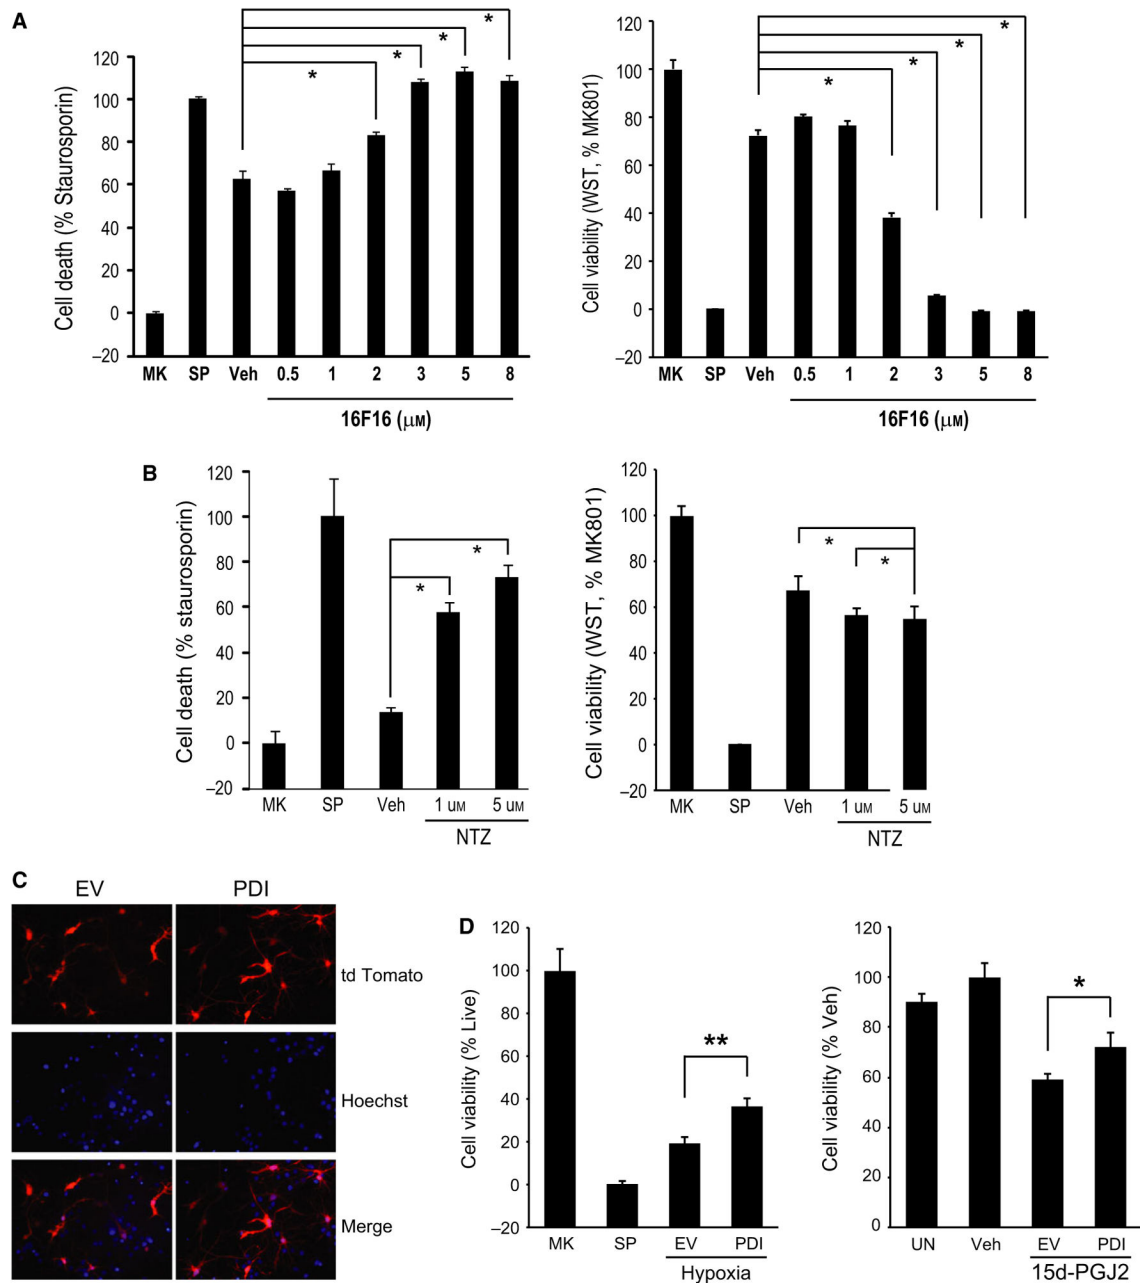 A
Cell death (% Staurosporin)
120
100
80
60
40
20
0
–20
*
*
*
*
MK SP Veh 0.5 1 2 3 5 8
16F16 (μM)
Cell viability (WST, % MK801)
120
100
80
60
40
20
0
–20
*
*
*
*
MK SP Veh 0.5 1 2 3 5 8
16F16 (μM)
B
Cell death (% staurosporin)
120
100
80
60
40
20
0
–20
*
*
MK SP Veh 1 uM 5 uM
NTZ
Cell viability (WST, % MK801)
120
100
80
60
40
20
0
–20
*
*
MK SP Veh 1 uM 5 uM
NTZ
C
EV PDI
td Tomato
Hoechst
Merge
D
Cell viability (% Live)
120
100
80
60
40
20
0
–20
**
MK SP EV PDI
Hypoxia
Cell viability (% Veh)
120
100
80
60
80
60
0
*
UN Veh EV PDI
15d-PGJ2